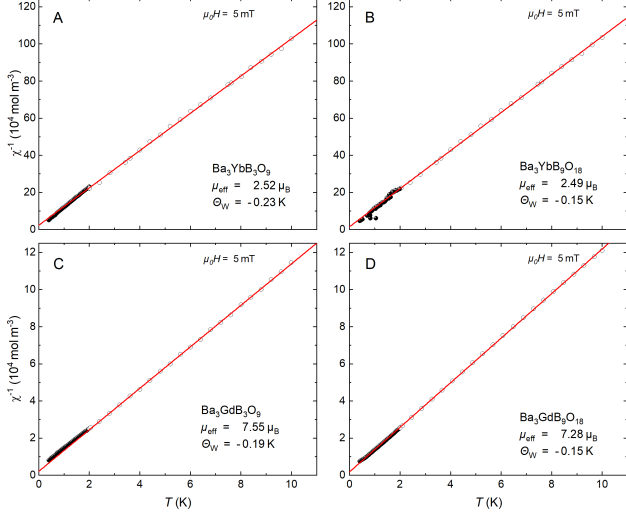 A
μ₀H = 5 mT
120
100
80
60
40
20
0
χ⁻¹ (10⁴ mol m⁻³)
Ba₃YbB₃O₉
μeff = 2.52 μB
ΘW = -0.23 K
B
μ₀H = 5 mT
120
100
80
60
40
20
0
Ba₃YbB₉O₁₈
μeff = 2.49 μB
ΘW = -0.15 K
C
μ₀H = 5 mT
12
10
8
6
4
2
0
χ⁻¹ (10⁴ mol m⁻³)
Ba₃GdB₃O₉
μeff = 7.55 μB
ΘW = -0.19 K
0 2 4 6 8 10
T (K)
D
μ₀H = 5 mT
12
10
8
6
4
2
0
Ba₃GdB₉O₁₈
μeff = 7.28 μB
ΘW = -0.15 K
0 2 4 6 8 10
T (K)